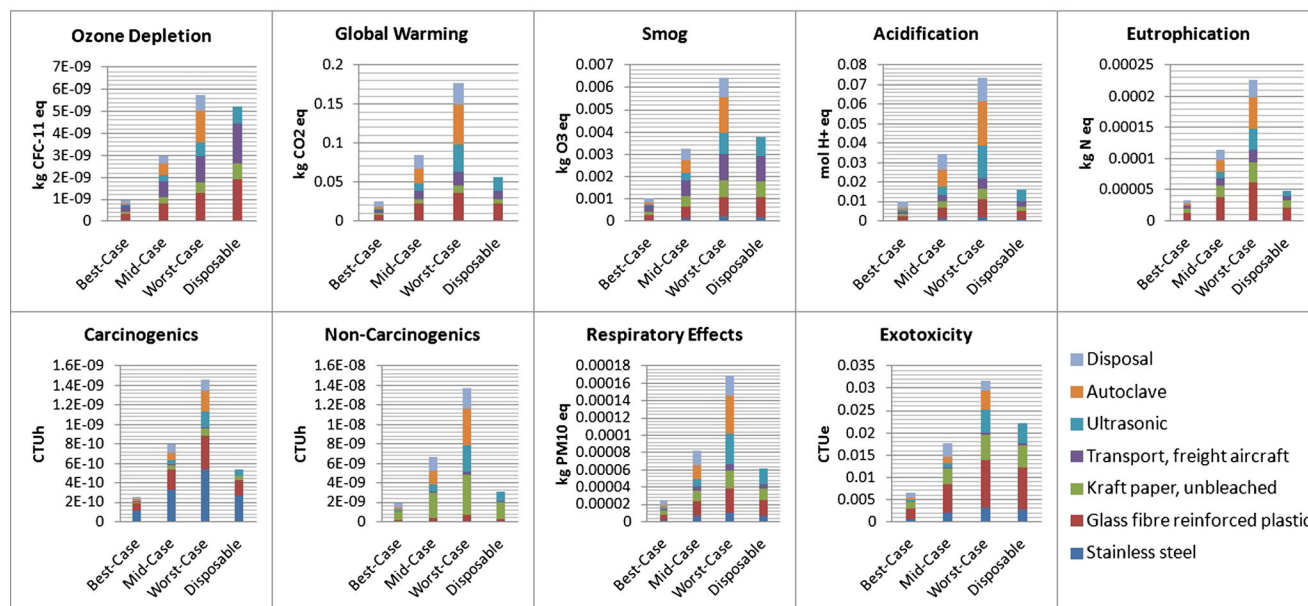 Ozone Depletion
kg CFC-11 eq
7E-09
6E-09
5E-09
4E-09
3E-09
2E-09
1E-09
0
Best-Case
Mid-Case
Worst-Case
Disposable
Global Warming
kg CO2 eq
0.2
0.15
0.1
0.05
0
Best-Case
Mid-Case
Worst-Case
Disposable
Smog
kg O3 eq
0.007
0.006
0.005
0.004
0.003
0.002
0.001
0
Best-Case
Mid-Case
Worst-Case
Disposable
Acidification
mol H+ eq
0.08
0.07
0.06
0.05
0.04
0.03
0.02
0.01
0
Best-Case
Mid-Case
Worst-Case
Disposable
Eutrophication
kg N eq
0.00025
0.0002
0.00015
0.0001
0.00005
0
Best-Case
Mid-Case
Worst-Case
Disposable
Carcinogenics
CTUh
1.6E-09
1.4E-09
1.2E-09
1E-09
8E-10
6E-10
4E-10
2E-10
0
Best-Case
Mid-Case
Worst-Case
Disposable
Non-Carcinogenics
CTUh
1.6E-08
1.4E-08
1.2E-08
1E-08
8E-09
6E-09
4E-09
2E-09
0
Best-Case
Mid-Case
Worst-Case
Disposable
Respiratory Effects
kg PM10 eq
0.00018
0.00016
0.00014
0.00012
0.0001
0.00008
0.00006
0.00004
0.00002
0
Best-Case
Mid-Case
Worst-Case
Disposable
Exotoxicity
CTUe
0.035
0.03
0.025
0.02
0.015
0.01
0.005
0
Best-Case
Mid-Case
Worst-Case
Disposable
Disposal
Autoclave
Ultrasonic
Transport, freight aircraft
Kraft paper, unbleached
Glass fibre reinforced plastic
Stainless steel